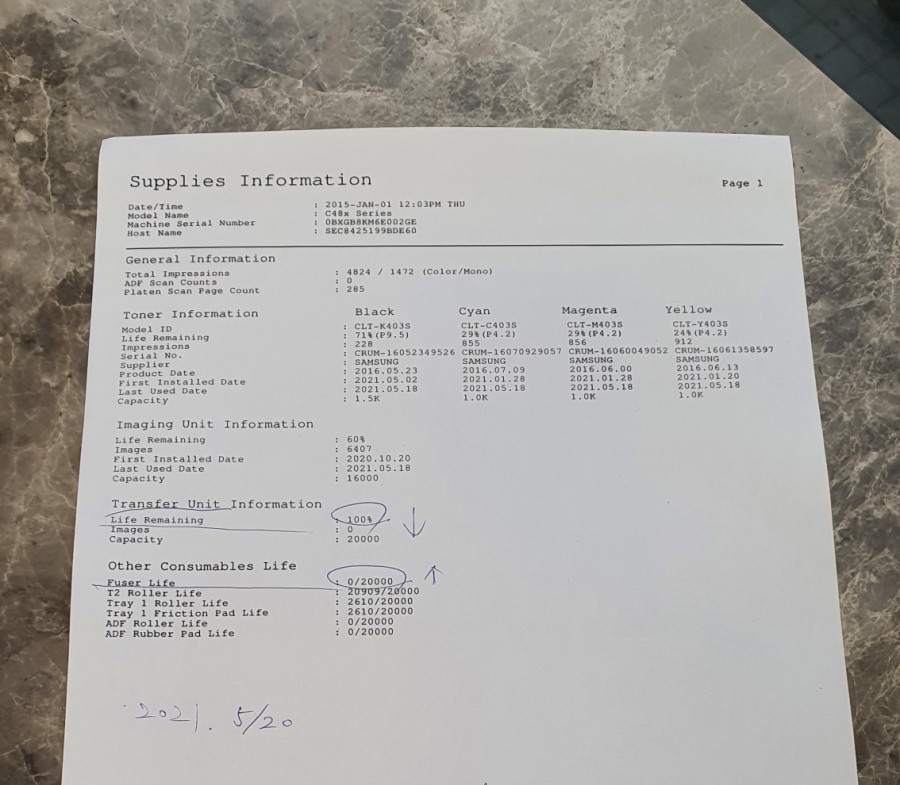 Supplies Information Page 1
Date/Time : 2015-JAN-01 12:03PM THU
Model Name : C48x Series
Machine Serial Number : 0BXGB8KM6E002GE
Host Name : SEC8425199BDE60
General Information
Total Impressions : 4824 / 1472 (Color/Mono)
ADF Scan Counts : 0
Platen Scan Page Count : 285
Toner Information Black Cyan Magenta Yellow
Model ID : CLT-K403S CLT-C403S CLT-M403S CLT-Y403S
Life Remaining : 71%(P9.5) 29%(P4.2) 29%(P4.2) 24%(P4.2)
Impressions : 228 855 856 912
Serial No. : CRUM-16052349526 CRUM-16070929057 CRUM-16060049052 CRUM-16061358597
Supplier : SAMSUNG SAMSUNG SAMSUNG SAMSUNG
Product Date : 2016.05.23 2016.07.09 2016.06.00 2016.06.13
First Installed Date : 2021.05.02 2021.01.28 2021.01.28 2021.01.20
Last Used Date : 2021.05.18 2021.05.18 2021.05.18 2021.05.18
Capacity : 1.5K 1.0K 1.0K 1.0K
Imaging Unit Information
Life Remaining : 60%
Images : 6407
First Installed Date : 2020.10.20
Last Used Date : 2021.05.18
Capacity : 16000
Transfer Unit Information
Life Remaining : 100%
Images : 0
Capacity : 20000
Other Consumables Life
Fuser Life : 0/20000
T2 Roller Life : 20909/20000
Tray 1 Roller Life : 2610/20000
Tray 1 Friction Pad Life : 2610/20000
ADF Roller Life : 0/20000
ADF Rubber Pad Life : 0/20000
2021. 5/20